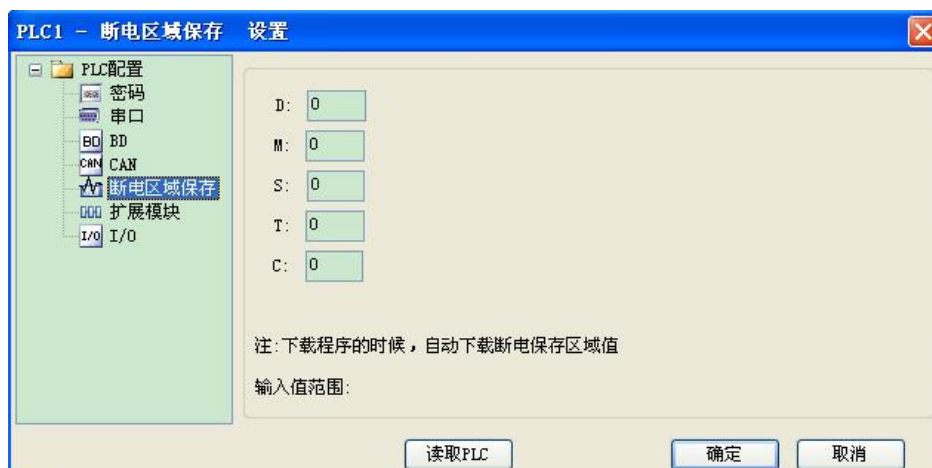 PLC1 - 断电区域保存 设置
PLC配置
密码
串口
BD BD
CAN CAN
断电区域保存
扩展模块
I/O I/O
D: 0
M: 0
S: 0
T: 0
C: 0
注:下载程序的时候，自动下载断电保存区域值
输入值范围:
读取PLC 确定 取消